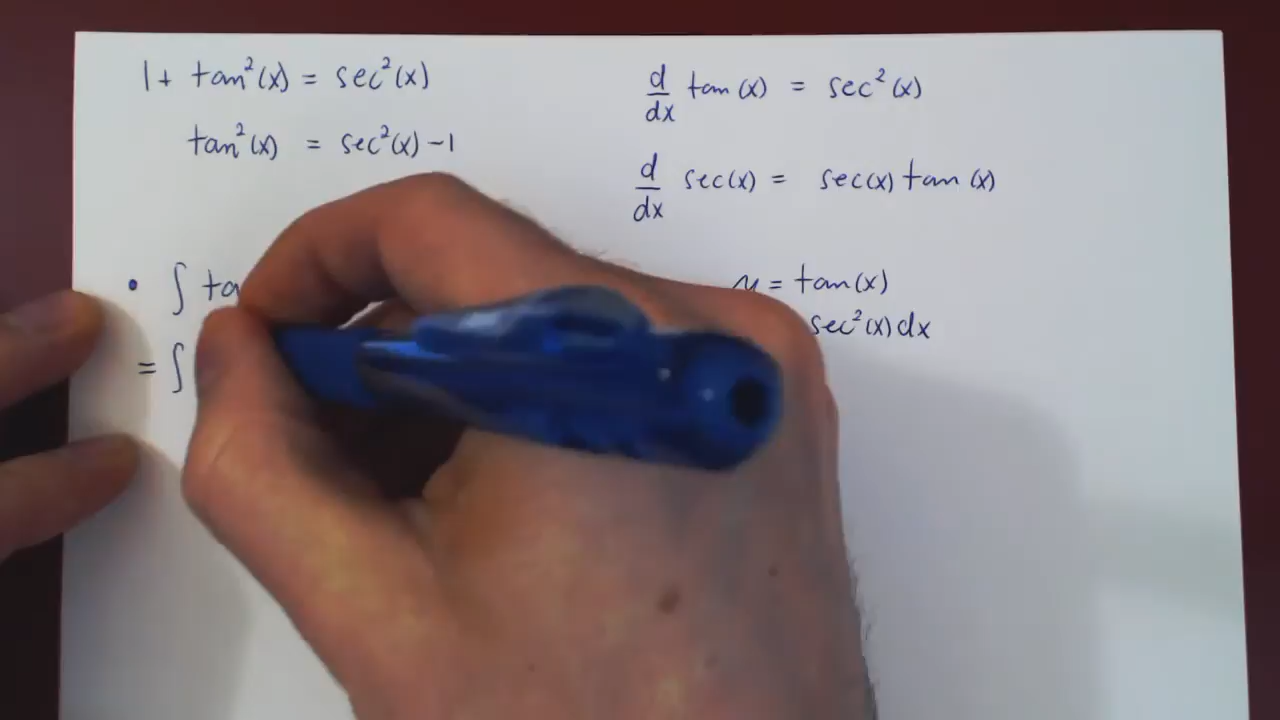 1 + tan²(x) = sec²(x)
tan²(x) = sec²(x) - 1
d/dx tan(x) = sec²(x)
d/dx sec(x) = sec(x) tan(x)
• ∫ ta
= ∫
u = tan(x)
sec²(x) dx